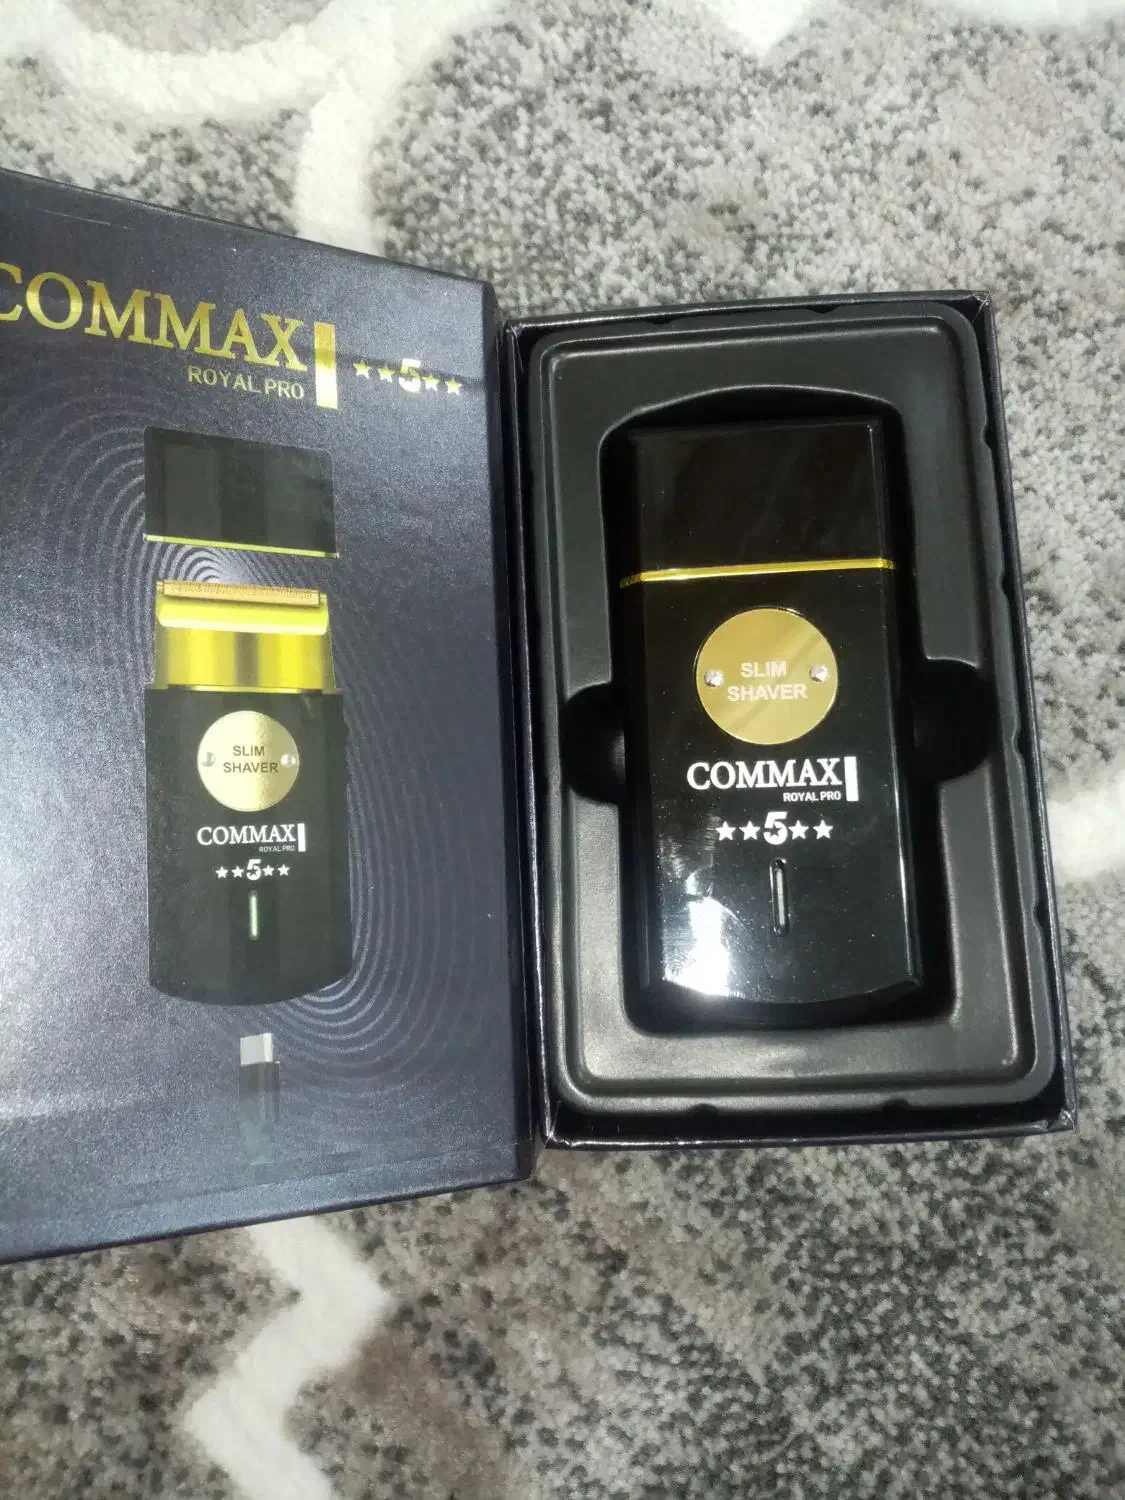 COMMAX
ROYAL PRO
★★5★★
SLIM
SHAVER
COMMAX
ROYAL PRO
★★5★★
SLIM
SHAVER
COMMAX
ROYAL PRO
★★5★★